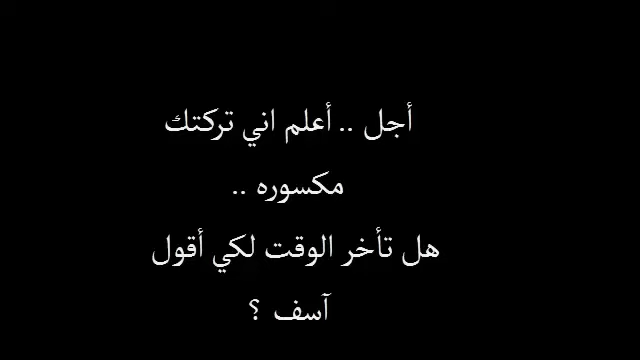 أجل .. أعلم اني تركتك
مكسوره ..
هل تأخر الوقت لكي أقول
آسف ؟